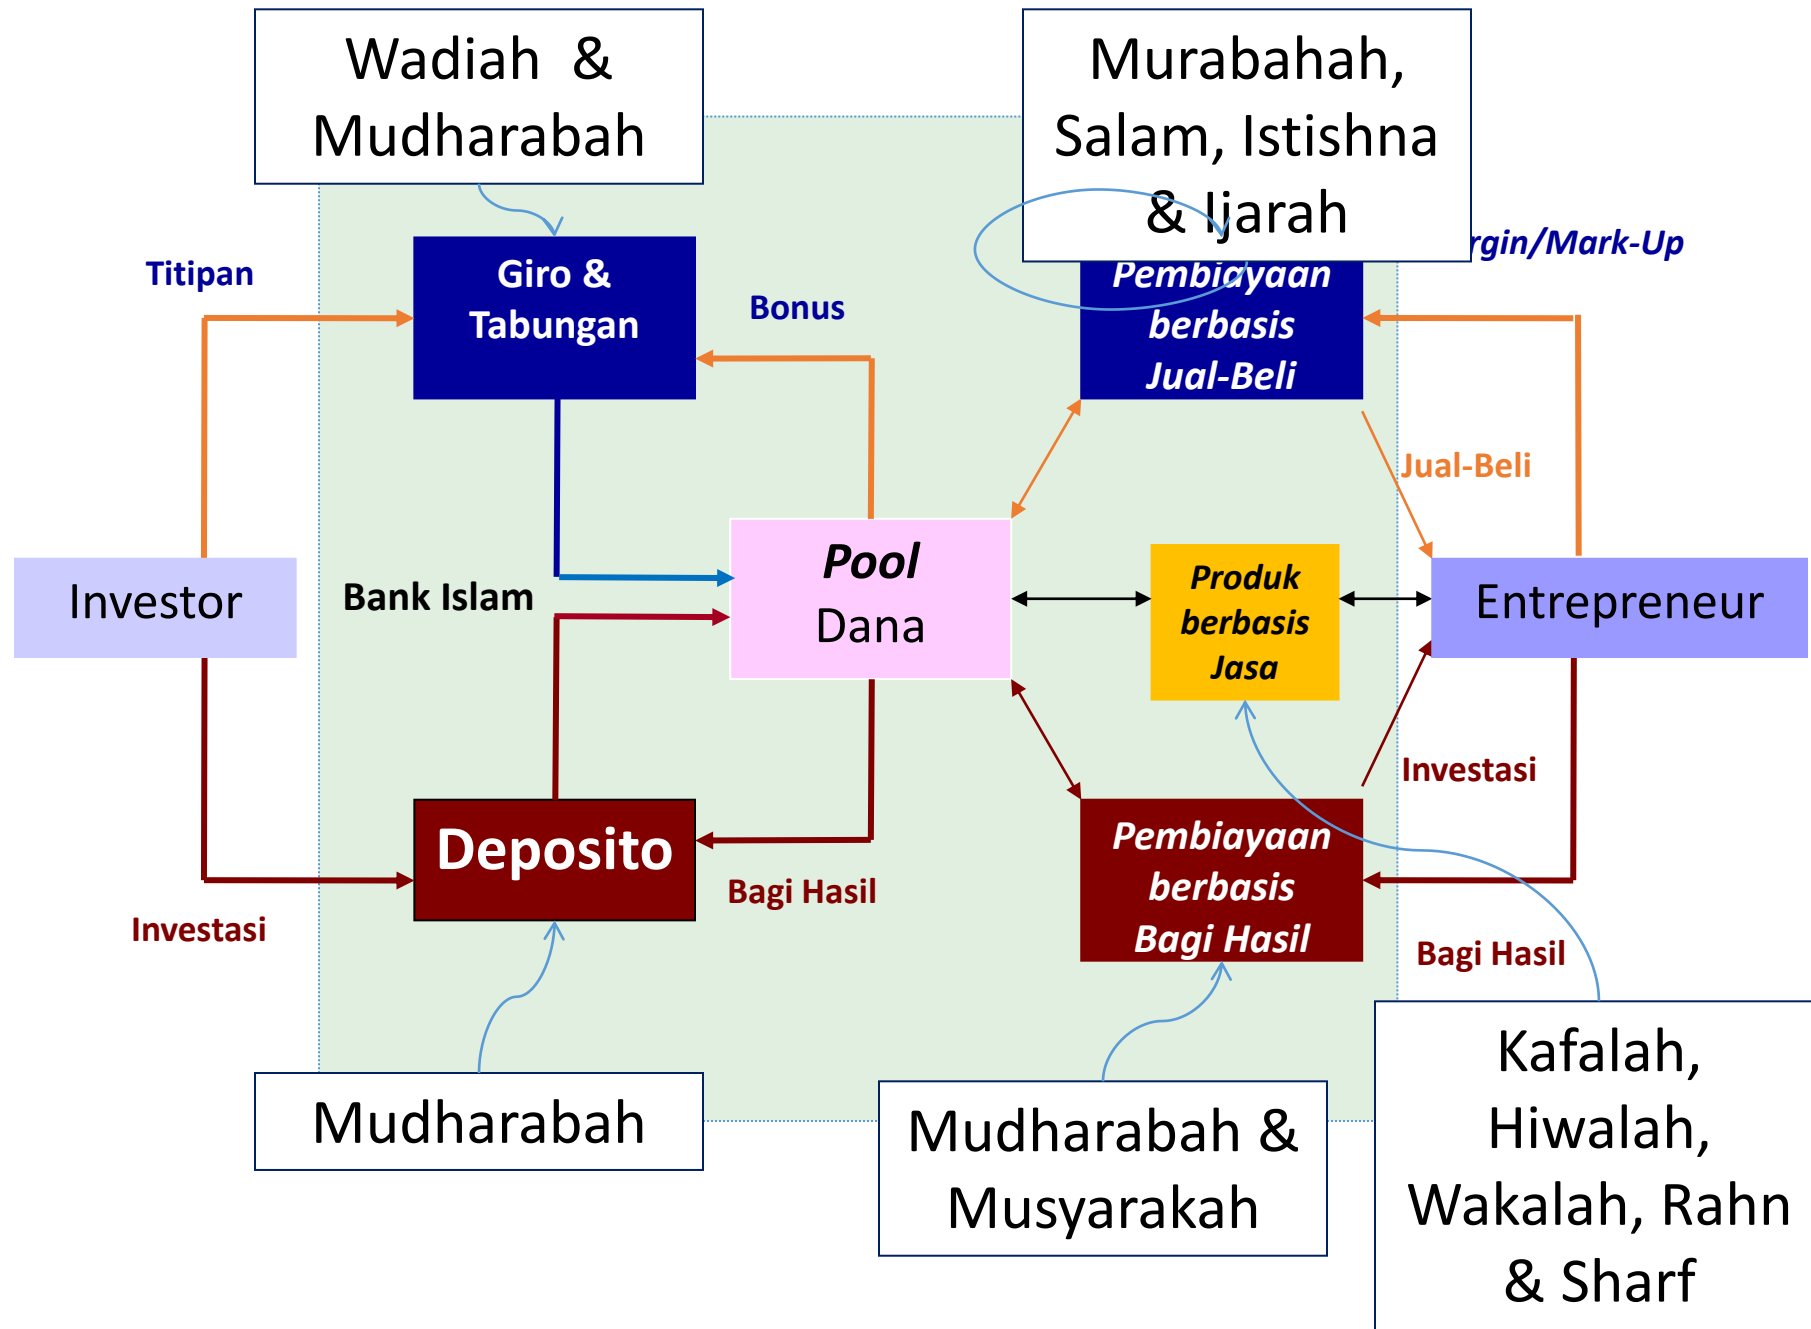 Wadiah &
Mudharabah
Murabahah,
Salam, Istishna
& Ijarah
Titipan
Giro &
Tabungan
Bonus
Pembiayaan
berbasis
Jual-Beli
rgin/Mark-Up
Jual-Beli
Investor
Bank Islam
Pool
Dana
Produk
berbasis
Jasa
Entrepreneur
Investasi
Deposito
Bagi Hasil
Pembiayaan
berbasis
Bagi Hasil
Investasi
Bagi Hasil
Mudharabah
Mudharabah &
Musyarakah
Kafalah,
Hiwalah,
Wakalah, Rahn
& Sharf